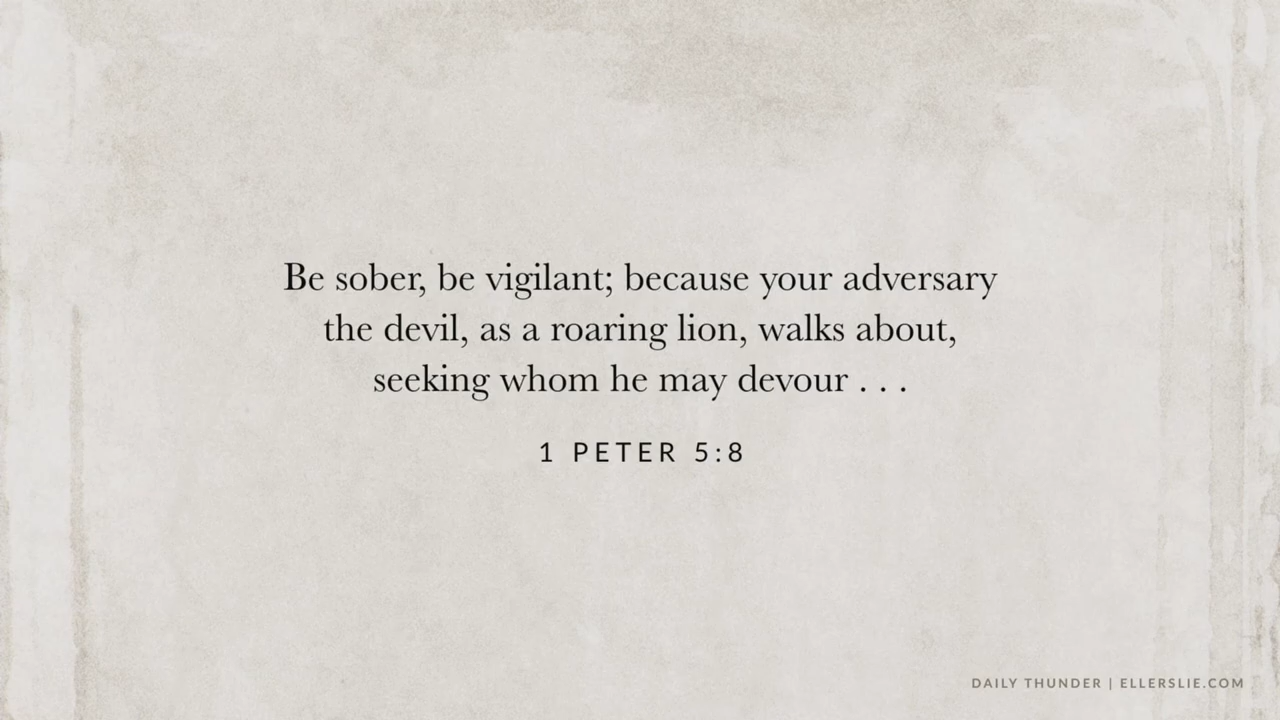 Be sober, be vigilant; because your adversary
the devil, as a roaring lion, walks about,
seeking whom he may devour . . .
1 PETER 5:8
DAILY THUNDER | ELLERSLIE.COM